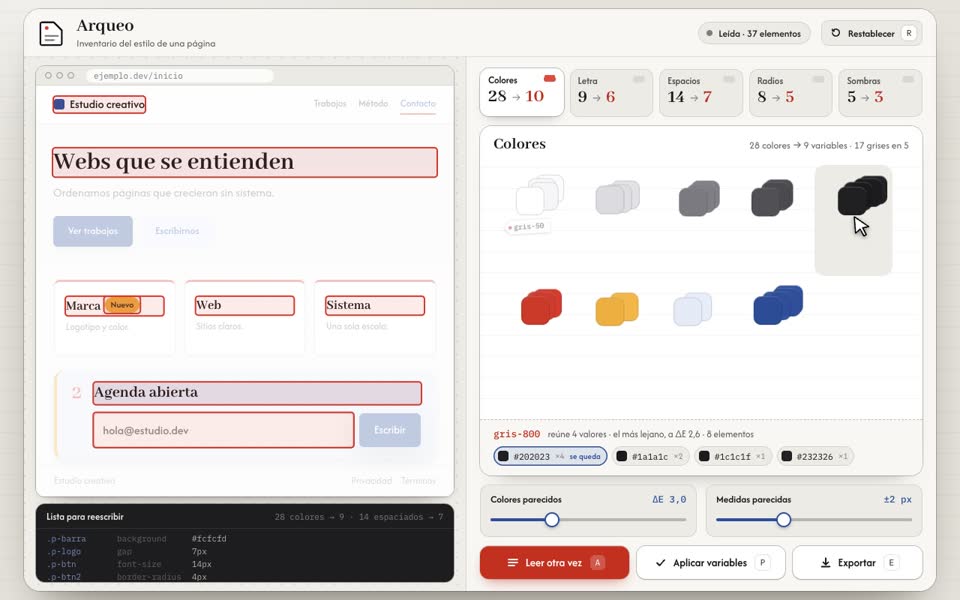 Arqueo
Inventario del estilo de una página
Leída · 37 elementos
Restablecer R
ejemplo.dev/inicio
Estudio creativo
Trabajos Método Contacto
Webs que se entienden
Ordenamos páginas que crecieron sin sistema.
Ver trabajos Escribirnos
Marca Nuevo
Logotipo y color.
Web
Sitios claros.
Sistema
Una sola escala.
2 Agenda abierta
hola@estudio.dev Escribir
Estudio creativo Privacidad Términos
Lista para reescribir 28 colores → 9 · 14 espaciados → 7
.p-barra background #fcfcfd
.p-logo gap 7px
.p-btn font-size 14px
.p-btn2 border-radius 4px
Colores
28 → 10
Letra
9 → 6
Espacios
14 → 7
Radios
8 → 5
Sombras
5 → 3
Colores 28 colores → 9 variables · 17 grises en 5
gris-50
gris-800 reúne 4 valores · el más lejano, a ΔE 2,6 · 8 elementos
#202023 ×4 se queda #1a1a1c ×2 #1c1c1f ×1 #232326 ×1
Colores parecidos ΔE 3,0
Medidas parecidas ±2 px
Leer otra vez A
Aplicar variables P
Exportar E